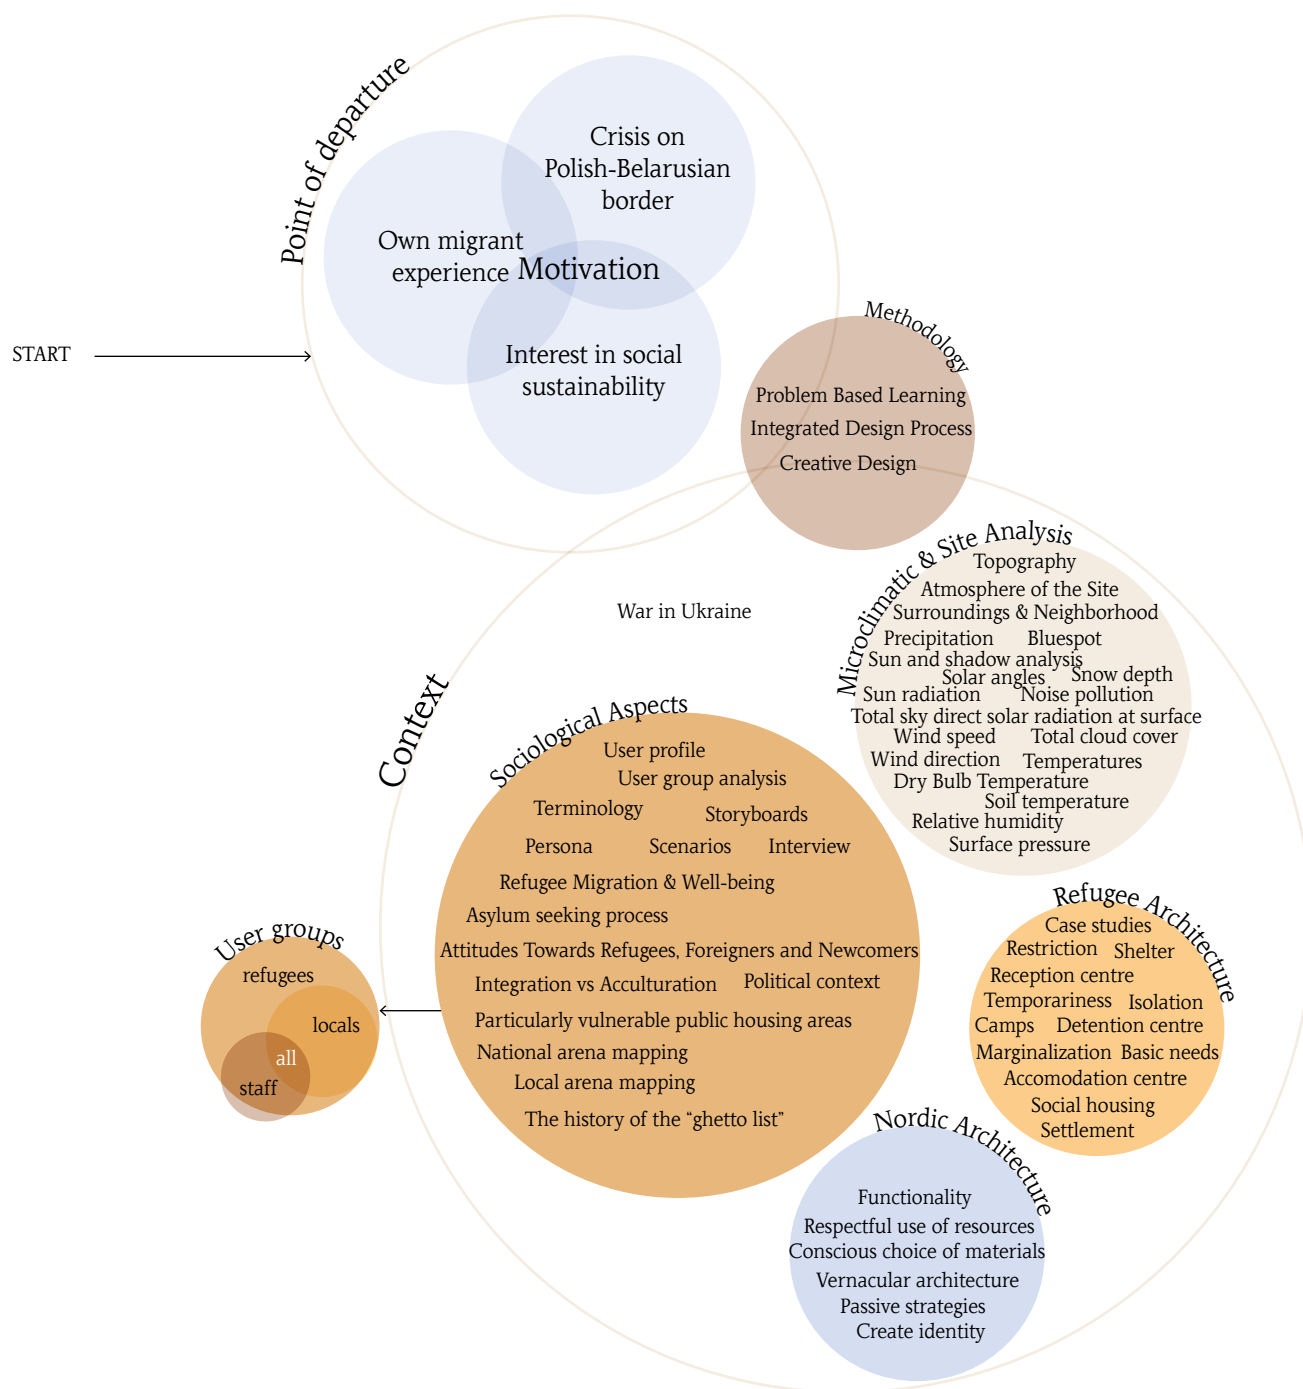 Point of departure
Crisis on
Polish-Belarusian
border
Own migrant
experience
Motivation
Interest in social
sustainability
START
Methodology
Problem Based Learning
Integrated Design Process
Creative Design
Context
War in Ukraine
Microclimatic & Site Analysis
Topography
Atmosphere of the Site
Surroundings & Neighborhood
Precipitation
Bluespot
Sun and shadow analysis
Solar angles
Snow depth
Sun radiation
Noise pollution
Total sky direct solar radiation at surface
Wind speed
Total cloud cover
Wind direction
Temperatures
Dry Bulb Temperature
Soil temperature
Relative humidity
Surface pressure
Sociological Aspects
User profile
User group analysis
Terminology
Storyboards
Persona
Scenarios
Interview
Refugee Migration & Well-being
Asylum seeking process
Attitudes Towards Refugees, Foreigners and Newcomers
Integration vs Acculturation
Political context
Particularly vulnerable public housing areas
National arena mapping
Local arena mapping
The history of the “ghetto list”
User groups
refugees
locals
all
staff
Refugee Architecture
Case studies
Restriction
Shelter
Reception centre
Temporariness
Isolation
Camps
Detention centre
Marginalization
Basic needs
Accomodation centre
Social housing
Settlement
Nordic Architecture
Functionality
Respectful use of resources
Conscious choice of materials
Vernacular architecture
Passive strategies
Create identity